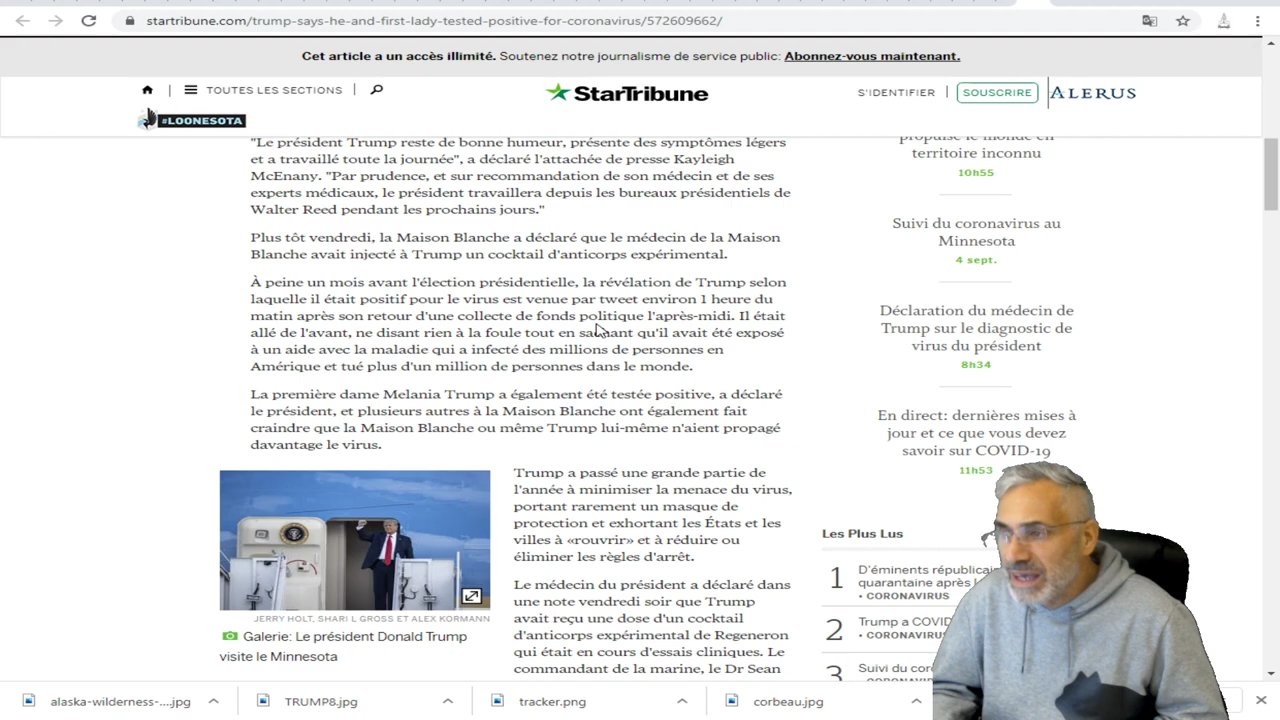 startribune.com/trump-says-he-and-first-lady-tested-positive-for-coronavirus/572609662/
Cet article a un accès illimité. Soutenez notre journalisme de service public: Abonnez-vous maintenant.
TOUTES LES SECTIONS
StarTribune
S'IDENTIFIER
SOUSCRIRE
ALERUS
#LOONESOTA
"Le président Trump reste de bonne humeur, présente des symptômes légers
et a travaillé toute la journée", a déclaré l'attachée de presse Kayleigh
McEnany. "Par prudence, et sur recommandation de son médecin et de ses
experts médicaux, le président travaillera depuis les bureaux présidentiels de
Walter Reed pendant les prochains jours."
Plus tôt vendredi, la Maison Blanche a déclaré que le médecin de la Maison
Blanche avait injecté à Trump un cocktail d'anticorps expérimental.
À peine un mois avant l'élection présidentielle, la révélation de Trump selon
laquelle il était positif pour le virus est venue par tweet environ 1 heure du
matin après son retour d'une collecte de fonds politique l'après-midi. Il était
allé de l'avant, ne disant rien à la foule tout en sachant qu'il avait été exposé
à un aide avec la maladie qui a infecté des millions de personnes en
Amérique et tué plus d'un million de personnes dans le monde.
La première dame Melania Trump a également été testée positive, a déclaré
le président, et plusieurs autres à la Maison Blanche ont également fait
craindre que la Maison Blanche ou même Trump lui-même n'aient propagé
davantage le virus.
JERRY HOLT, SHARI L GROSS ET ALEX KORMANN
Galerie: Le président Donald Trump
visite le Minnesota
Trump a passé une grande partie de
l'année à minimiser la menace du virus,
portant rarement un masque de
protection et exhortant les États et les
villes à «rouvrir» et à réduire ou
éliminer les règles d'arrêt.
Le médecin du président a déclaré dans
une note vendredi soir que Trump
avait reçu une dose d'un cocktail
d'anticorps expérimental de Regeneron
qui était en cours d'essais cliniques. Le
commandant de la marine, le Dr Sean
propulse le monde en
territoire inconnu
10h55
Suivi du coronavirus au
Minnesota
4 sept.
Déclaration du médecin de
Trump sur le diagnostic de
virus du président
8h34
En direct: dernières mises à
jour et ce que vous devez
savoir sur COVID-19
11h53
Les Plus Lus
1 D'éminents républicain
quarantaine après l
• CORONAVIRUS
2 Trump a COVI
• CORONAVIRU
3 Suivi du cor
alaska-wilderness-....jpg
TRUMP8.jpg
tracker.png
corbeau.jpg